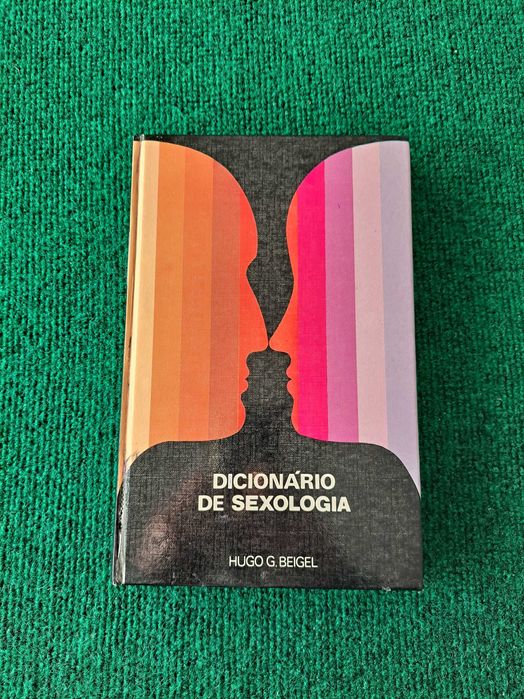 DICIONÁRIO
DE SEXOLOGIA
HUGO G. BEIGEL